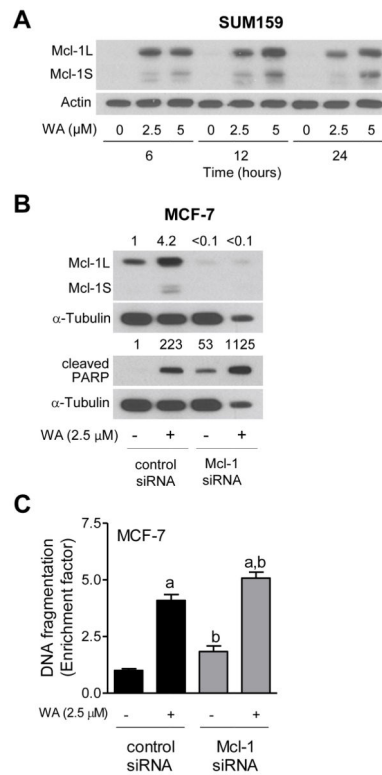 A
SUM159
Mcl-1L
Mcl-1S
Actin
WA (μM) 0 2.5 5 0 2.5 5 0 2.5 5
6 12 24
Time (hours)
B
MCF-7
1 4.2 <0.1 <0.1
Mcl-1L
Mcl-1S
α-Tubulin
1 223 53 1125
cleaved
PARP
α-Tubulin
WA (2.5 μM) - + - +
control
siRNA
Mcl-1
siRNA
C
DNA fragmentation
(Enrichment factor)
7.5
5.0
2.5
0.0
MCF-7
a
b
a,b
WA (2.5 μM) - + - +
control
siRNA
Mcl-1
siRNA